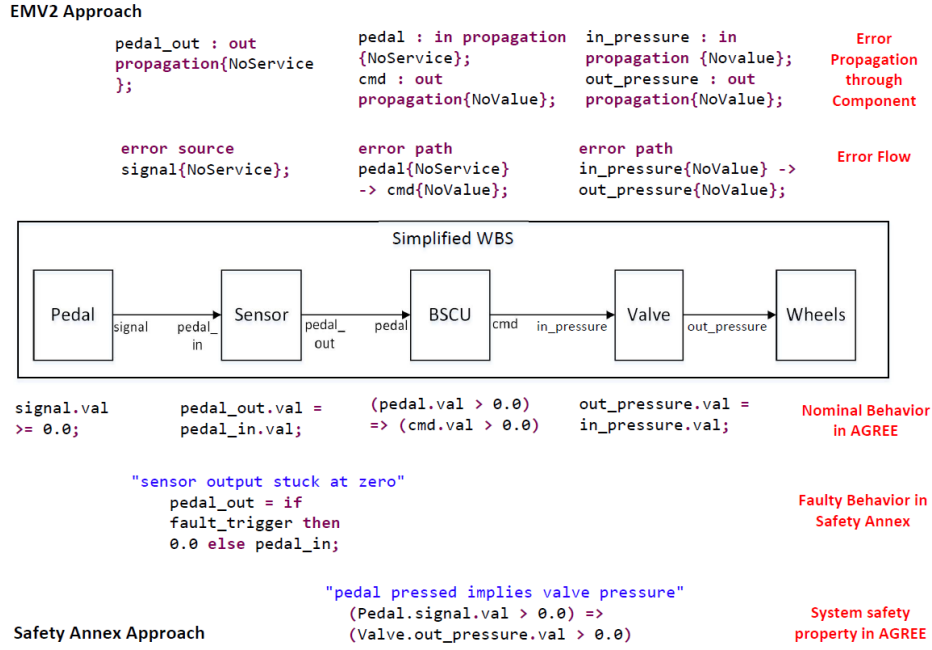 EMV2 Approach
pedal_out : out
propagation{NoService
};
pedal : in propagation
{NoService};
cmd : out
propagation{NoValue};
in_pressure : in
propagation {Novalue};
out_pressure : out
propagation{NoValue};
Error
Propagation
through
Component
error source
signal{NoService};
error path
pedal{NoService}
-> cmd{NoValue};
error path
in_pressure{NoValue} ->
out_pressure{NoValue};
Error Flow
Simplified WBS
Pedal
signal
pedal_
in
Sensor
pedal_
out
pedal
BSCU
cmd
in_pressure
Valve
out_pressure
Wheels
signal.val
>= 0.0;
pedal_out.val =
pedal_in.val;
(pedal.val > 0.0)
=> (cmd.val > 0.0)
out_pressure.val =
in_pressure.val;
Nominal Behavior
in AGREE
"sensor output stuck at zero"
pedal_out = if
fault_trigger then
0.0 else pedal_in;
Faulty Behavior in
Safety Annex
"pedal pressed implies valve pressure"
(Pedal.signal.val > 0.0) =>
(Valve.out_pressure.val > 0.0)
System safety
property in AGREE
Safety Annex Approach